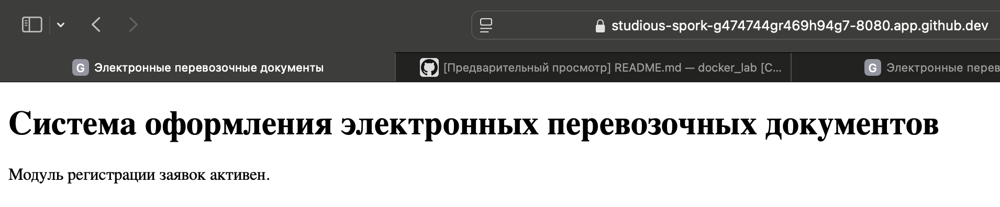 studious-spork-g474744gr469h94g7-8080.app.github.dev
G Электронные перевозочные документы
[Предварительный просмотр] README.md — docker_lab [C...
G Электронные перев
Система оформления электронных перевозочных документов
Модуль регистрации заявок активен.